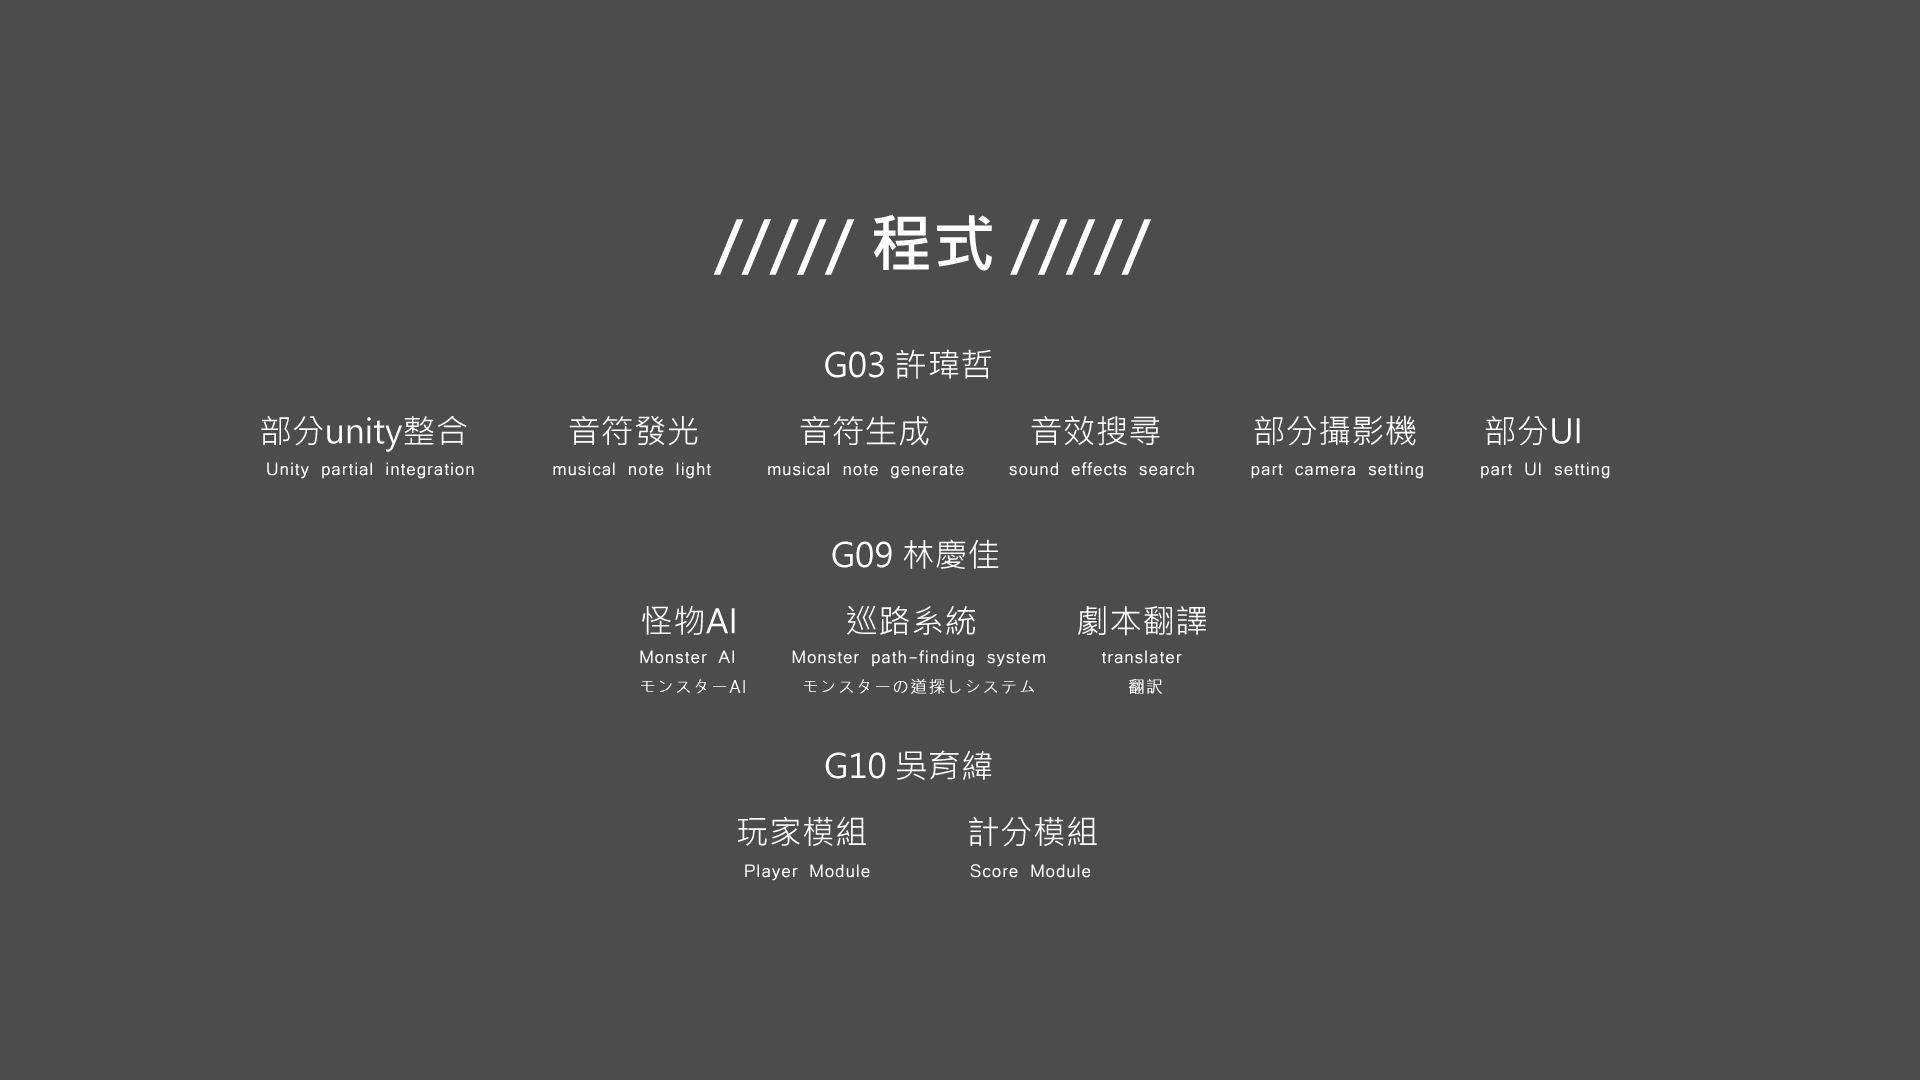 ///// 程式 /////
G03 許瑋哲
部分unity整合 音符發光 音符生成 音效搜尋 部分攝影機 部分UI
Unity partial integration musical note light musical note generate sound effects search part camera setting part UI setting
G09 林慶佳
怪物AI 巡路系統 劇本翻譯
Monster AI Monster path-finding system translater
モンスターAI モンスターの道探しシステム 翻訳
G10 吳育緯
玩家模組 計分模組
Player Module Score Module